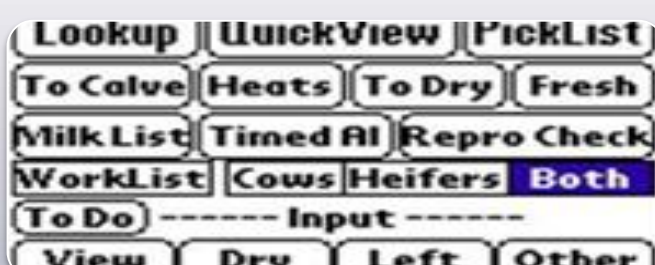 Lookup QuickView PickList
To Calve Heats To Dry Fresh
Milk List Timed AI Repro Check
WorkList Cows Heifers Both
To Do ------ Input ------
View Dry Left Other